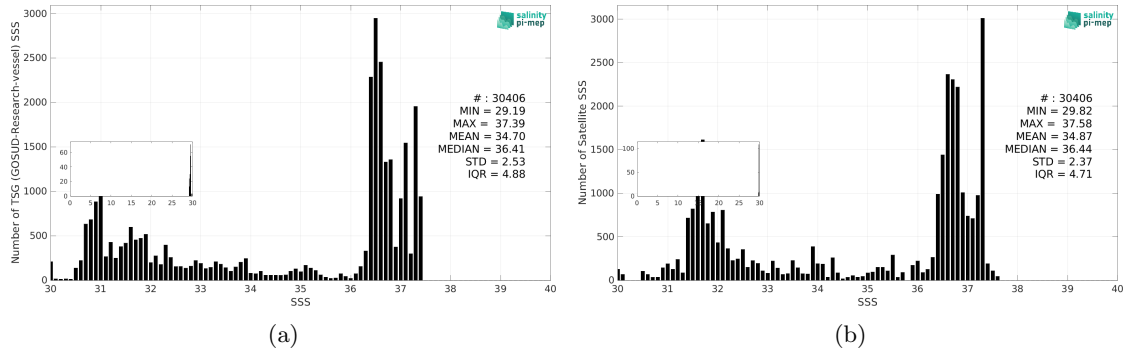 salinity
pi-mep
Number of TSG (GOSUD-Research-vessel) SSS
3000
2500
2000
1500
1000
500
0
# : 30406
MIN = 29.19
MAX = 37.39
MEAN = 34.70
MEDIAN = 36.41
STD = 2.53
IQR = 4.88
60
40
20
0
0 5 10 15 20 25 30
30 31 32 33 34 35 36 37 38 39 40
SSS
(a)
salinity
pi-mep
Number of Satellite SSS
3000
2500
2000
1500
1000
500
0
# : 30406
MIN = 29.82
MAX = 37.58
MEAN = 34.87
MEDIAN = 36.44
STD = 2.37
IQR = 4.71
100
50
0
0 5 10 15 20 25 30
30 31 32 33 34 35 36 37 38 39 40
SSS
(b)